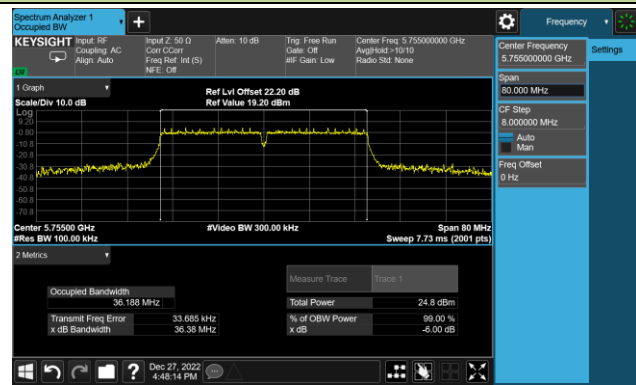 Spectrum Analyzer 1
Occupied BW
Frequency
KEYSIGHT
Input: RF
Coupling: AC
Align: Auto
Input Z: 50 Ω
Corr CCorr
Freq Ref: Int (S)
NFE: Off
Atten: 10 dB
Trig: Free Run
Gate: Off
#IF Gain: Low
Center Freq: 5.755000000 GHz
Avg|Hold:>10/10
Radio Std: None
Center Frequency
5.755000000 GHz
Settings
Span
80.000 MHz
CF Step
8.000000 MHz
Auto
Man
Freq Offset
0 Hz
1 Graph
Scale/Div 10.0 dB
Ref Lvl Offset 22.20 dB
Ref Value 19.20 dBm
Log
9.20
-0.80
-10.8
-20.8
-30.8
-40.8
-50.8
-60.8
-70.8
Center 5.75500 GHz
#Video BW 300.00 kHz
Span 80 MHz
#Res BW 100.00 kHz
Sweep 7.73 ms (2001 pts)
2 Metrics
Measure Trace
Trace 1
Occupied Bandwidth
36.188 MHz
Total Power
24.8 dBm
Transmit Freq Error
33.685 kHz
% of OBW Power
99.00 %
x dB Bandwidth
36.38 MHz
x dB
-6.00 dB
Dec 27, 2022
4:48:14 PM